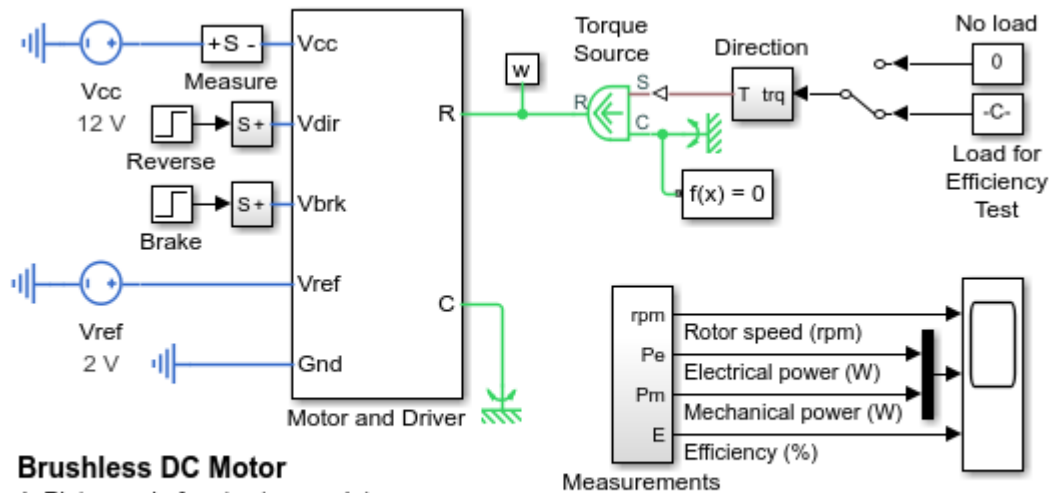 Vcc
12 V
+S -
Measure
Vcc
Reverse
S+
Vdir
Brake
S+
Vbrk
Vref
2 V
Vref
Gnd
R
C
Motor and Driver
w
Torque
Source
R
S
C
f(x) = 0
Direction
T trq
No load
0
-C-
Load for
Efficiency
Test
rpm
Pe
Pm
E
Measurements
Rotor speed (rpm)
Electrical power (W)
Mechanical power (W)
Efficiency (%)
Brushless DC Motor